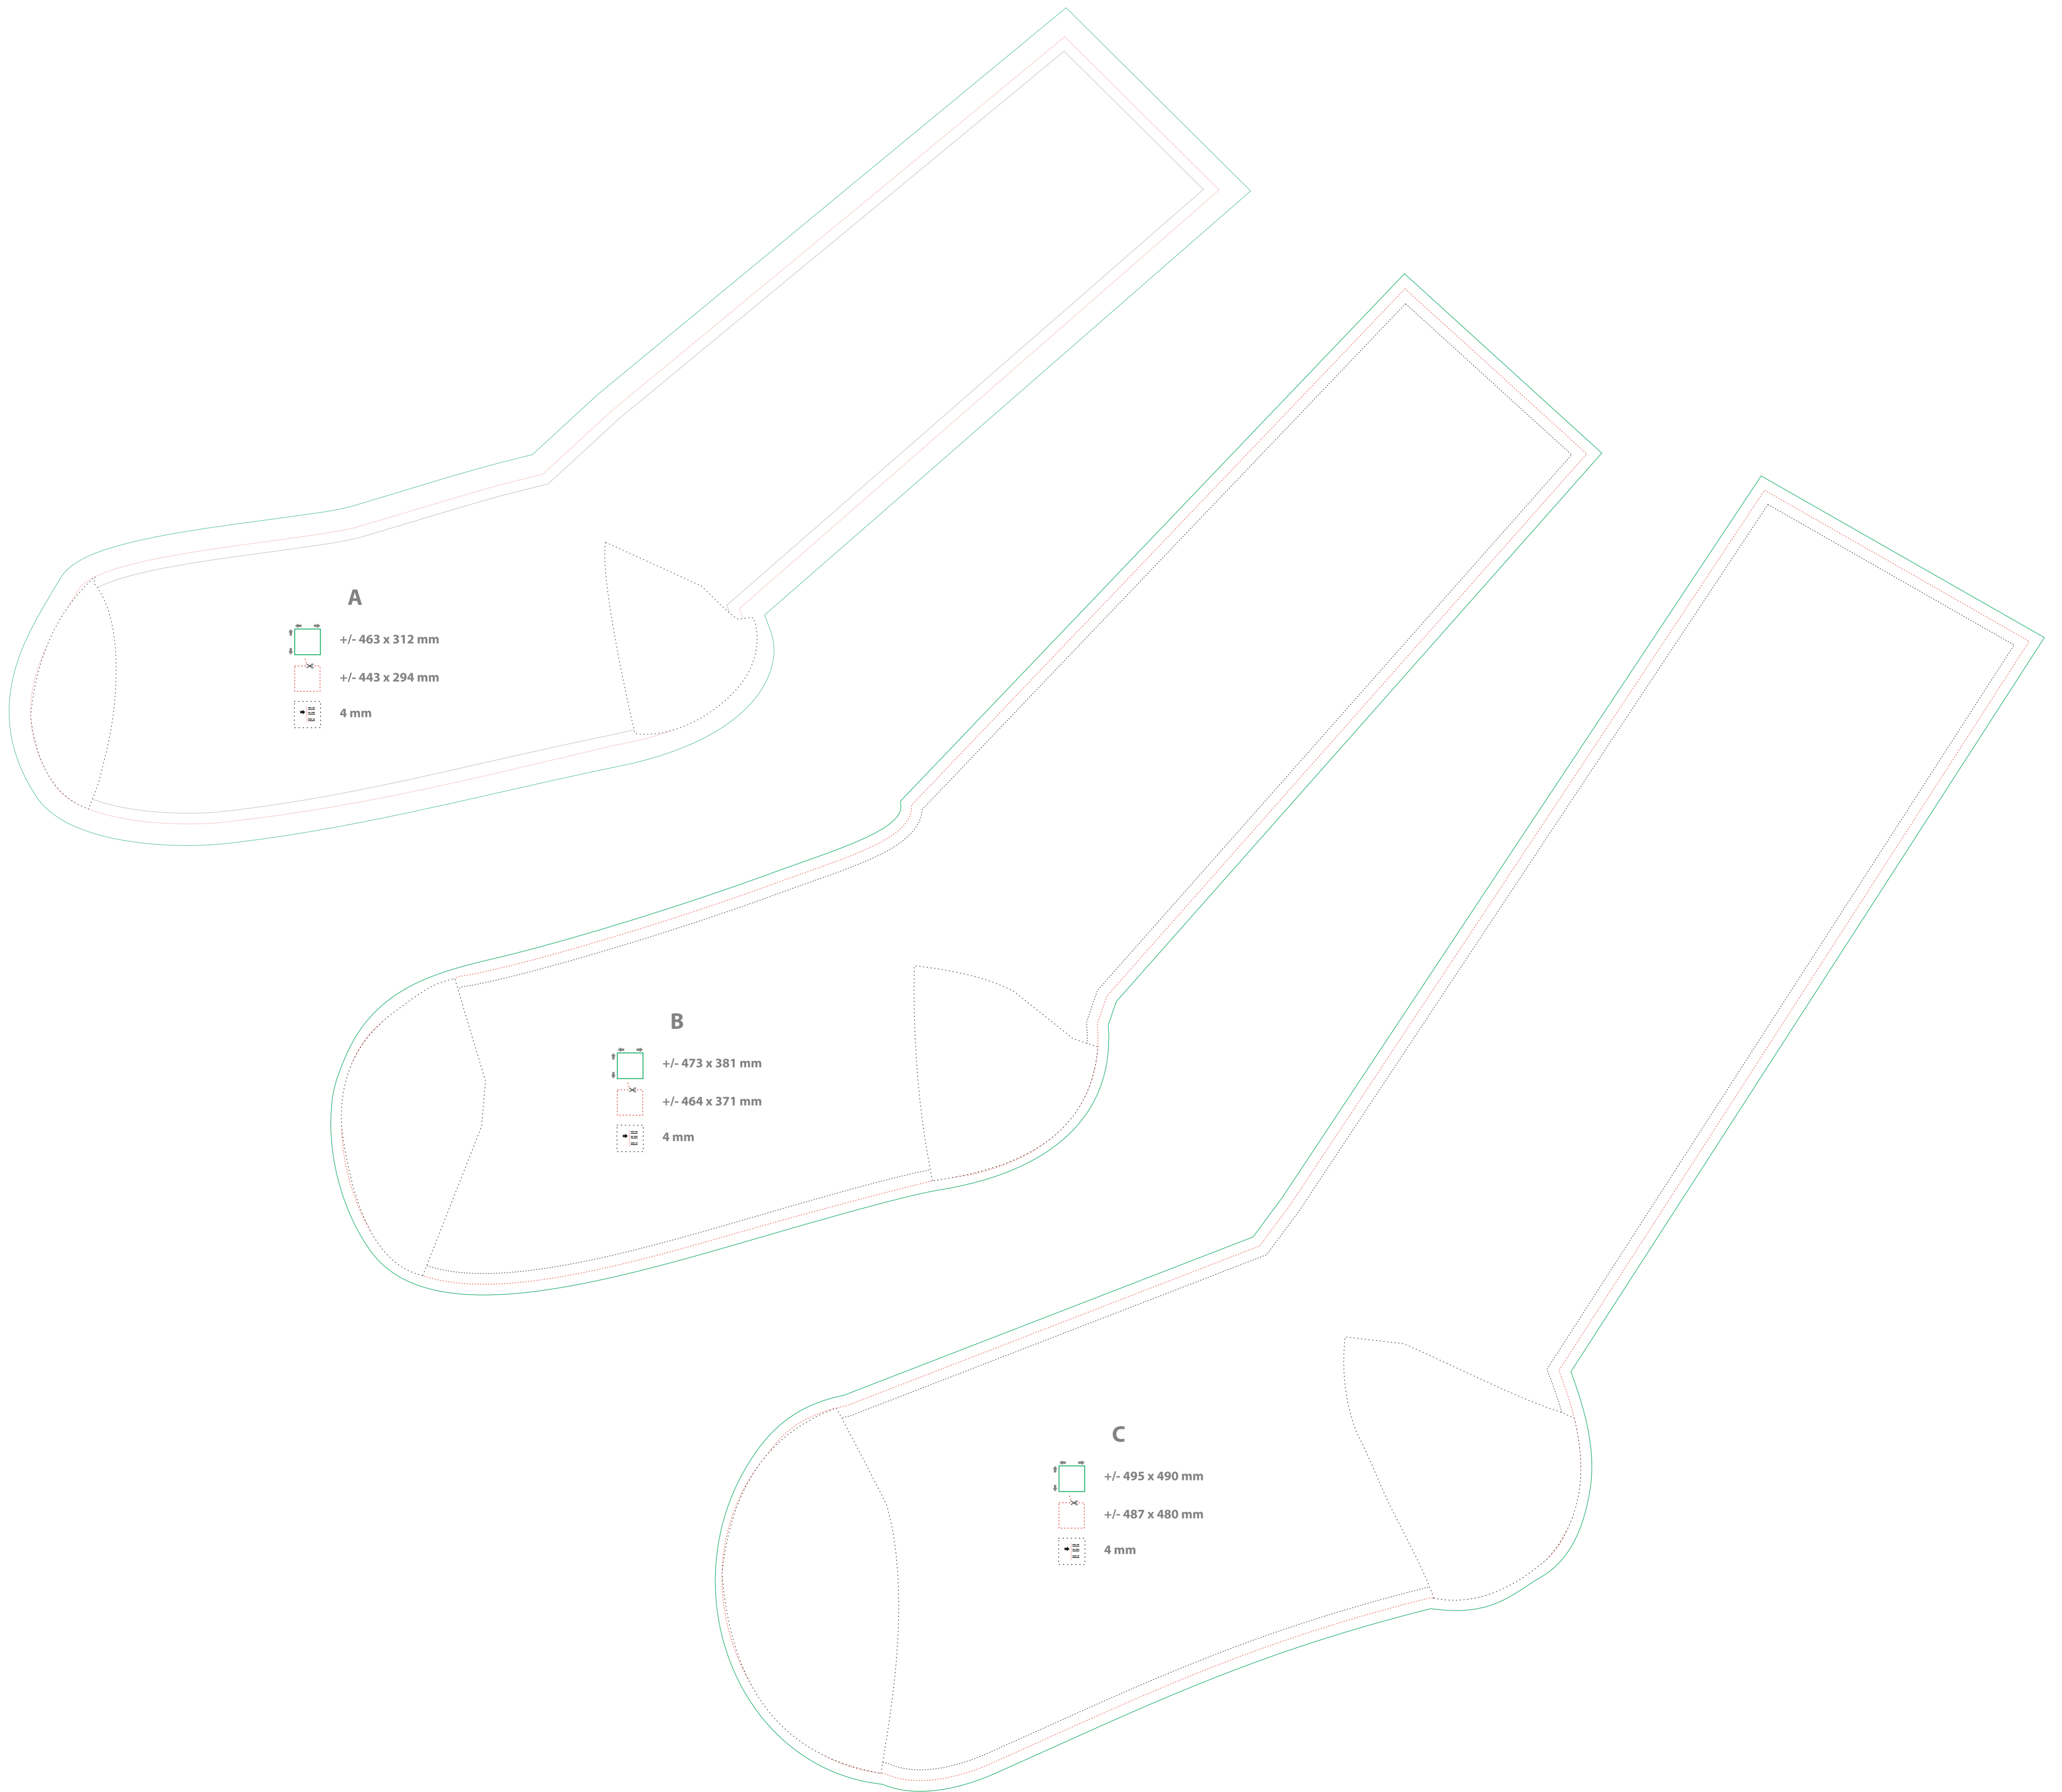 A
+/- 463 x 312 mm
+/- 443 x 294 mm
4 mm
B
+/- 473 x 381 mm
+/- 464 x 371 mm
4 mm
C
+/- 495 x 490 mm
+/- 487 x 480 mm
4 mm